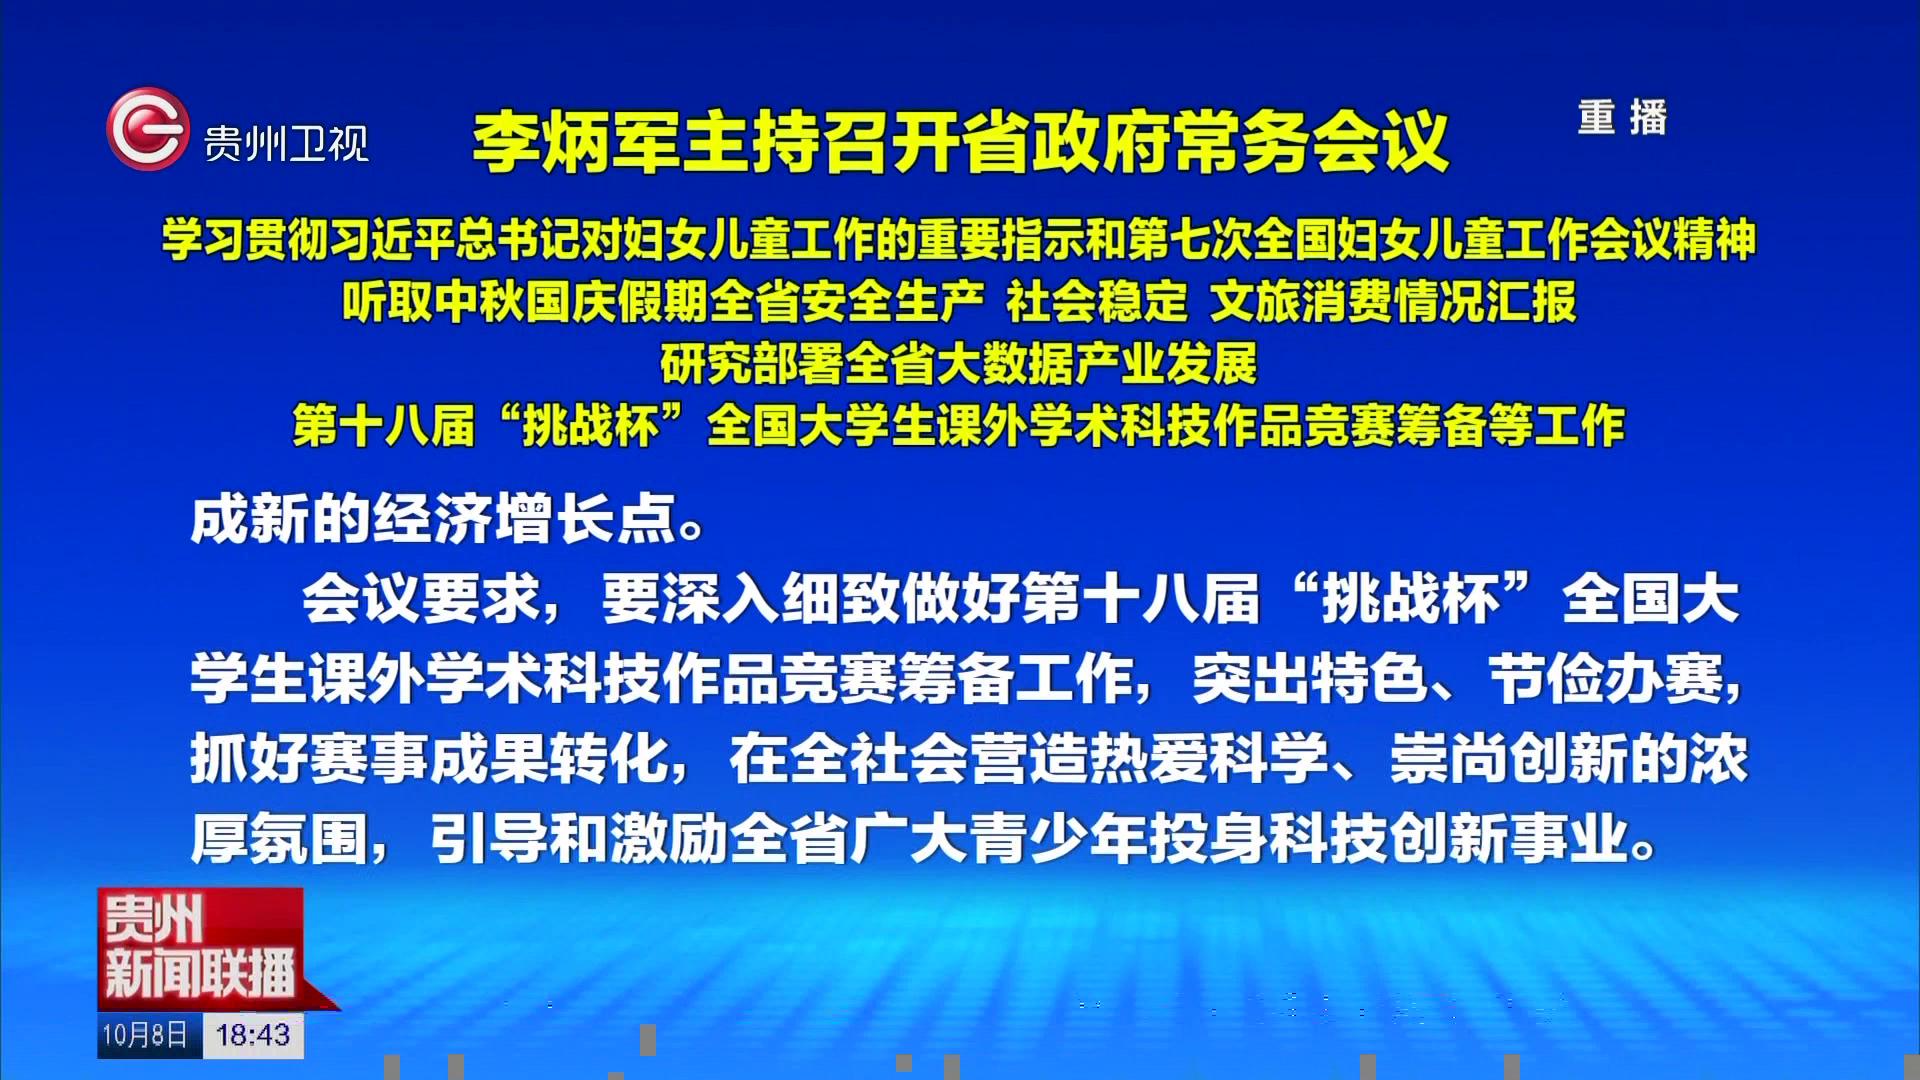 贵州卫视
李炳军主持召开省政府常务会议
重播
学习贯彻习近平总书记对妇女儿童工作的重要指示和第七次全国妇女儿童工作会议精神
听取中秋国庆假期全省安全生产 社会稳定 文旅消费情况汇报
研究部署全省大数据产业发展
第十八届“挑战杯”全国大学生课外学术科技作品竞赛筹备等工作
成新的经济增长点。
会议要求，要深入细致做好第十八届“挑战杯”全国大
学生课外学术科技作品竞赛筹备工作，突出特色、节俭办赛，
抓好赛事成果转化，在全社会营造热爱科学、崇尚创新的浓
厚氛围，引导和激励全省广大青少年投身科技创新事业。
贵州
新闻联播
10月8日 18:43